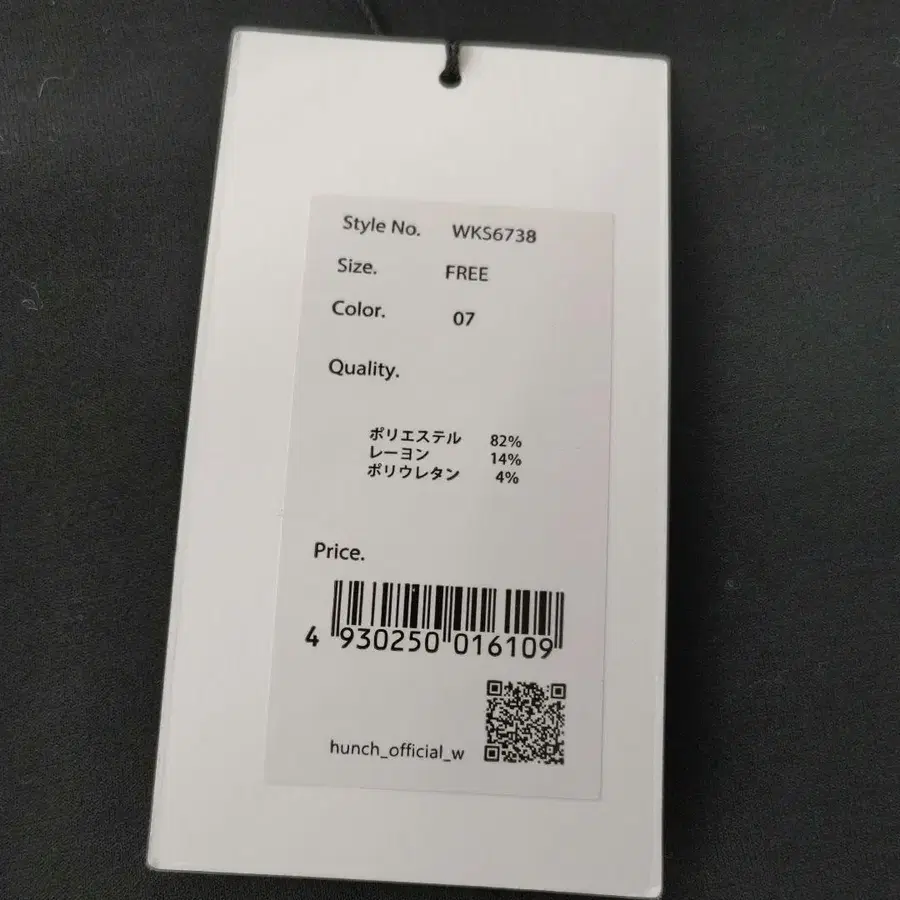 Style No. WKS6738
Size. FREE
Color. 07
Quality.
ポリエステル 82%
レーヨン 14%
ポリウレタン 4%
Price.
4 930250 016109
hunch_official_w